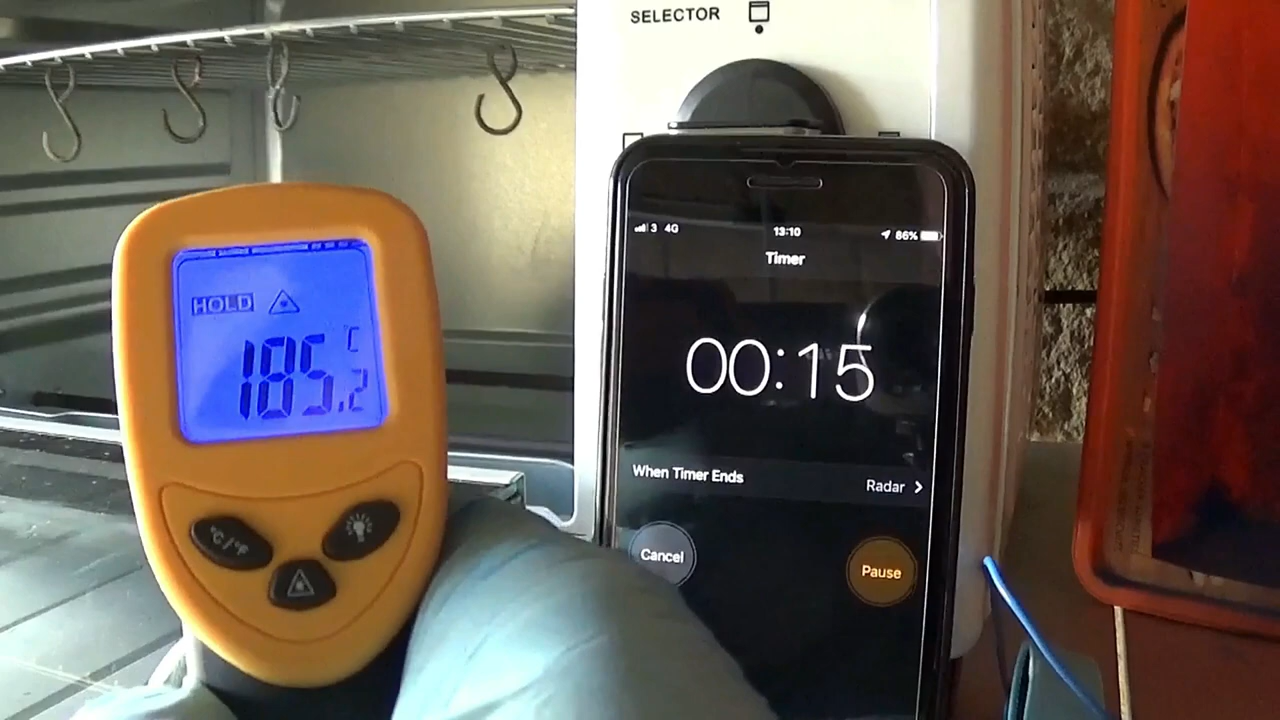 SELECTOR
HOLD
185.2 °C
°C/°F
3 4G 13:10 86%
Timer
00:15
When Timer Ends Radar
Cancel Pause